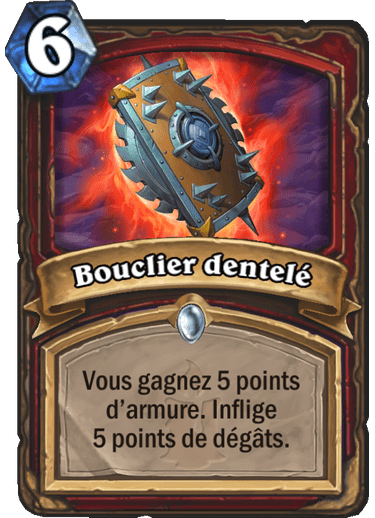 6
Bouclier dentelé
Vous gagnez 5 points
d’armure. Inflige
5 points de dégâts.